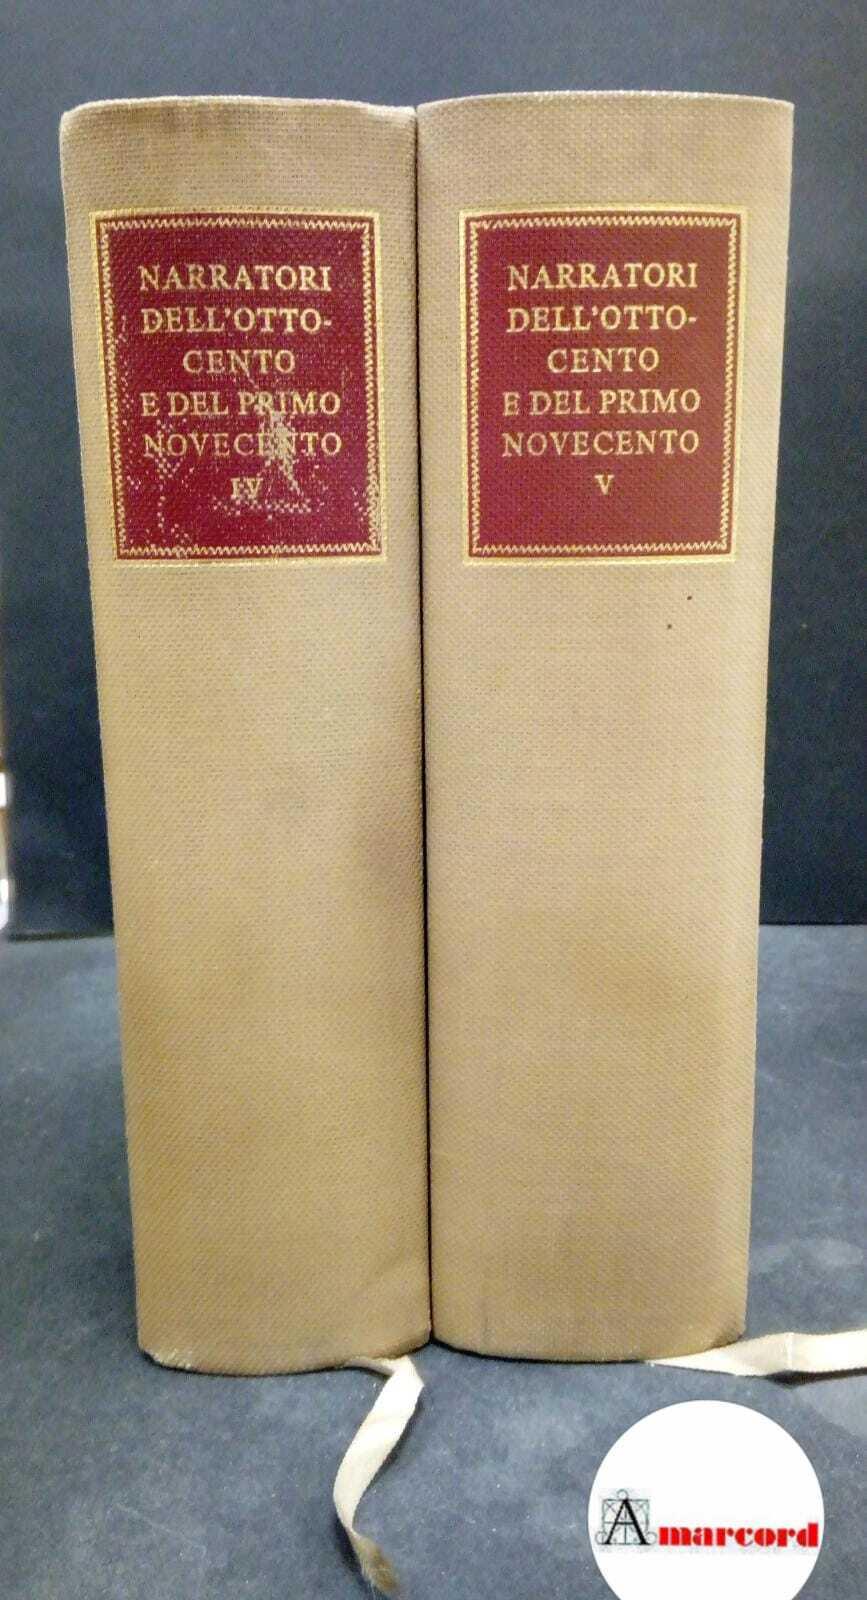 NARRATORI
DELL'OTTO-
CENTO
E DEL PRIMO
NOVECENTO
IV
NARRATORI
DELL'OTTO-
CENTO
E DEL PRIMO
NOVECENTO
V
Amarcord